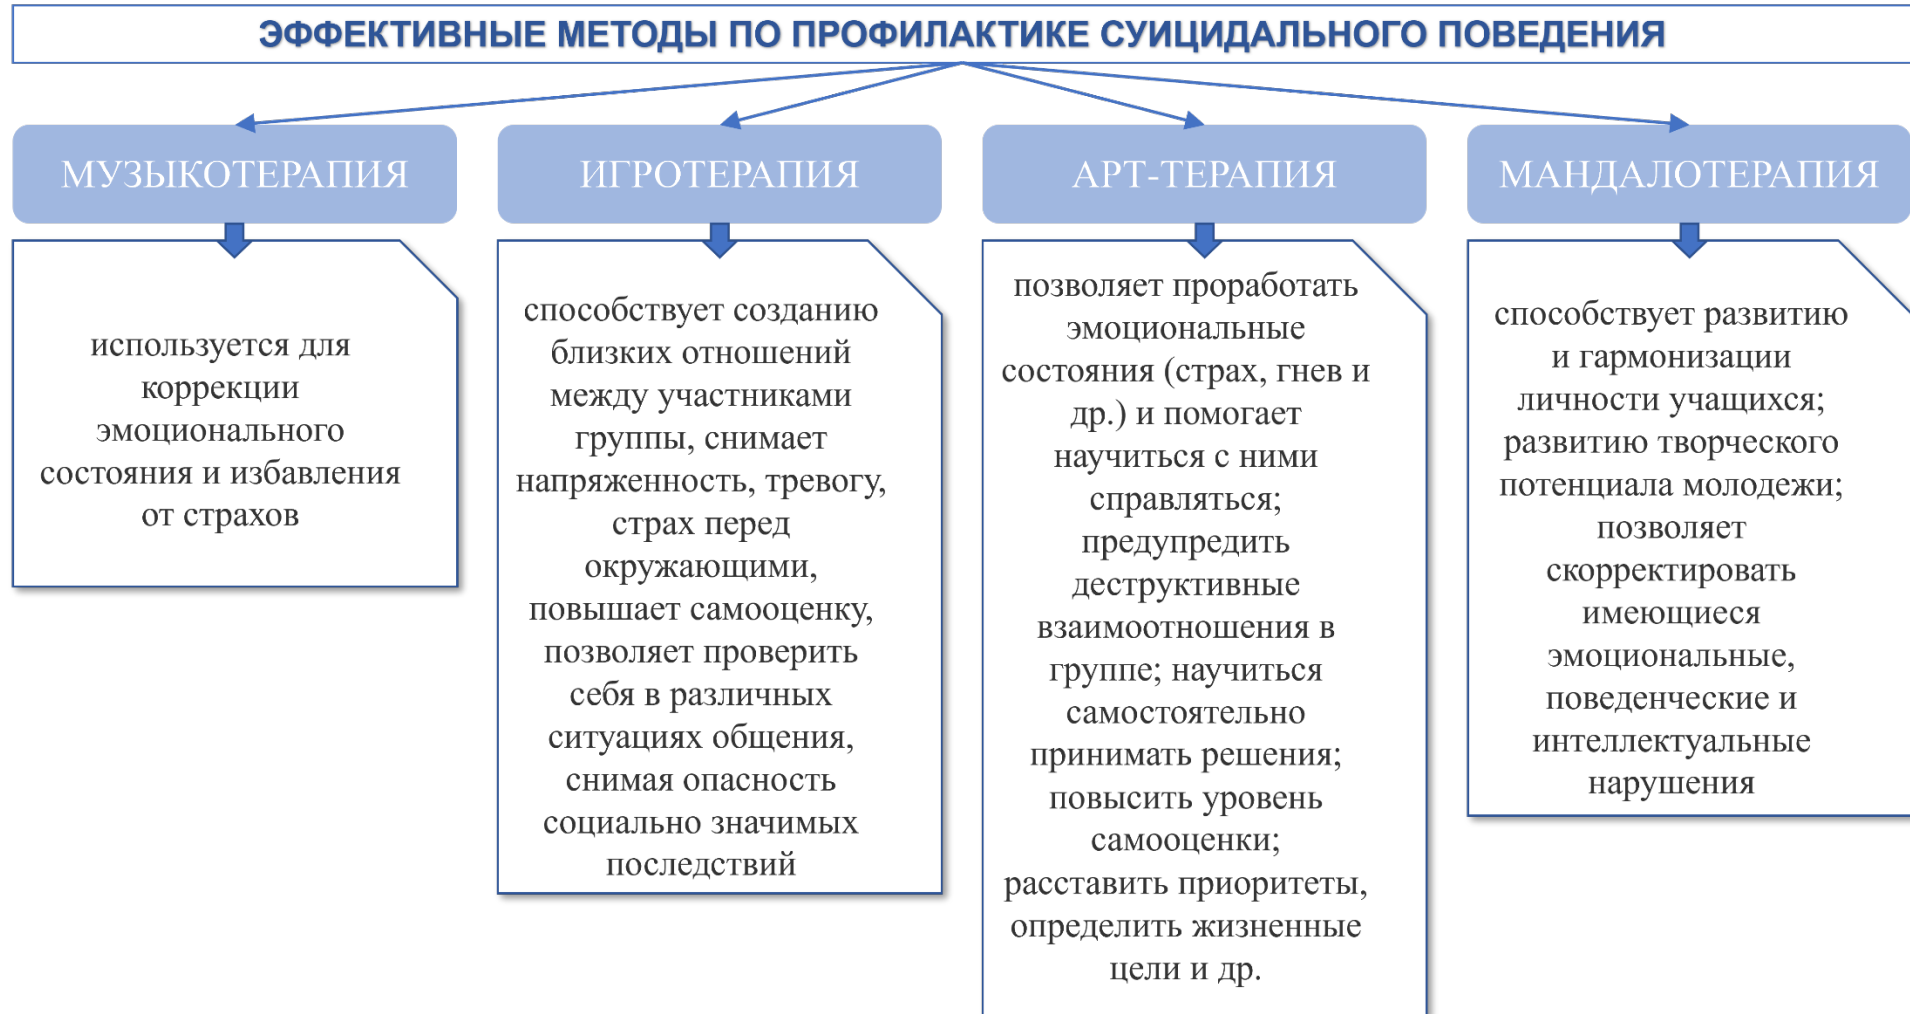 ЭФФЕКТИВНЫЕ МЕТОДЫ ПО ПРОФИЛАКТИКЕ СУИЦИДАЛЬНОГО ПОВЕДЕНИЯ
МУЗЫКОТЕРАПИЯ
используется для
коррекции
эмоционального
состояния и избавления
от страхов
ИГРОТЕРАПИЯ
способствует созданию
близких отношений
между участниками
группы, снимает
напряженность, тревогу,
страх перед
окружающими,
повышает самооценку,
позволяет проверить
себя в различных
ситуациях общения,
снимая опасность
социально значимых
последствий
АРТ-ТЕРАПИЯ
позволяет проработать
эмоциональные
состояния (страх, гнев и
др.) и помогает
научиться с ними
справляться;
предупредить
деструктивные
взаимоотношения в
группе; научиться
самостоятельно
принимать решения;
повысить уровень
самооценки;
расставить приоритеты,
определить жизненные
цели и др.
МАНДАЛОТЕРАПИЯ
способствует развитию
и гармонизации
личности учащихся;
развитию творческого
потенциала молодежи;
позволяет
скорректировать
имеющиеся
эмоциональные,
поведенческие и
интеллектуальные
нарушения